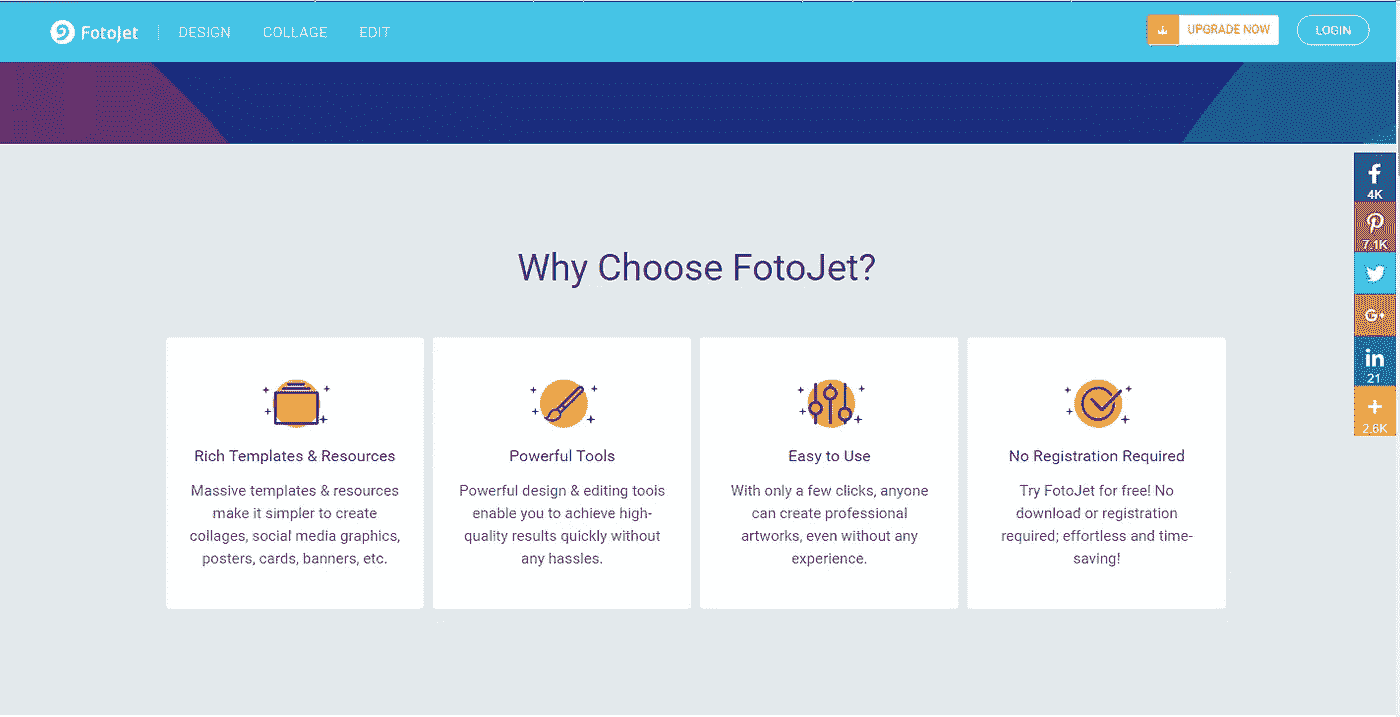 FotoJet
DESIGN
COLLAGE
EDIT
UPGRADE NOW
LOGIN
4K
7.1K
G+
in
21
2.6K
Why Choose FotoJet?
Rich Templates & Resources
Massive templates & resources
make it simpler to create
collages, social media graphics,
posters, cards, banners, etc.
Powerful Tools
Powerful design & editing tools
enable you to achieve high-
quality results quickly without
any hassles.
Easy to Use
With only a few clicks, anyone
can create professional
artworks, even without any
experience.
No Registration Required
Try FotoJet for free! No
download or registration
required; effortless and time-
saving!